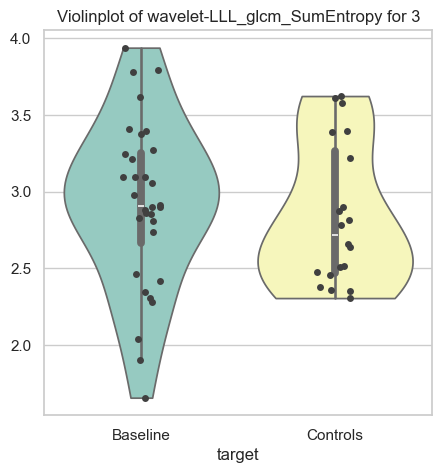 Violinplot of wavelet-LLL_glcm_SumEntropy for 3
4.0
3.5
3.0
2.5
2.0
Baseline Controls
target